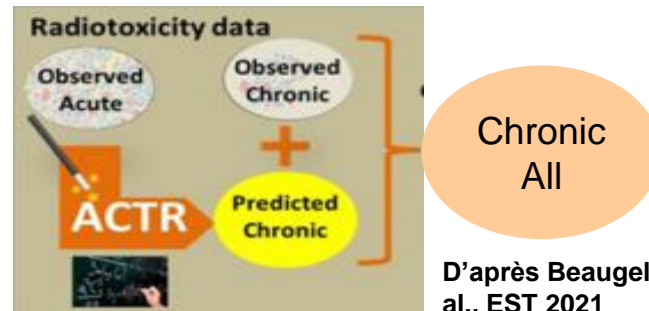 Radiotoxicity data
Observed
Acute
Observed
Chronic
ACTR
Predicted
Chronic
Chronic
All
D'après Beaugel
al., EST 2021